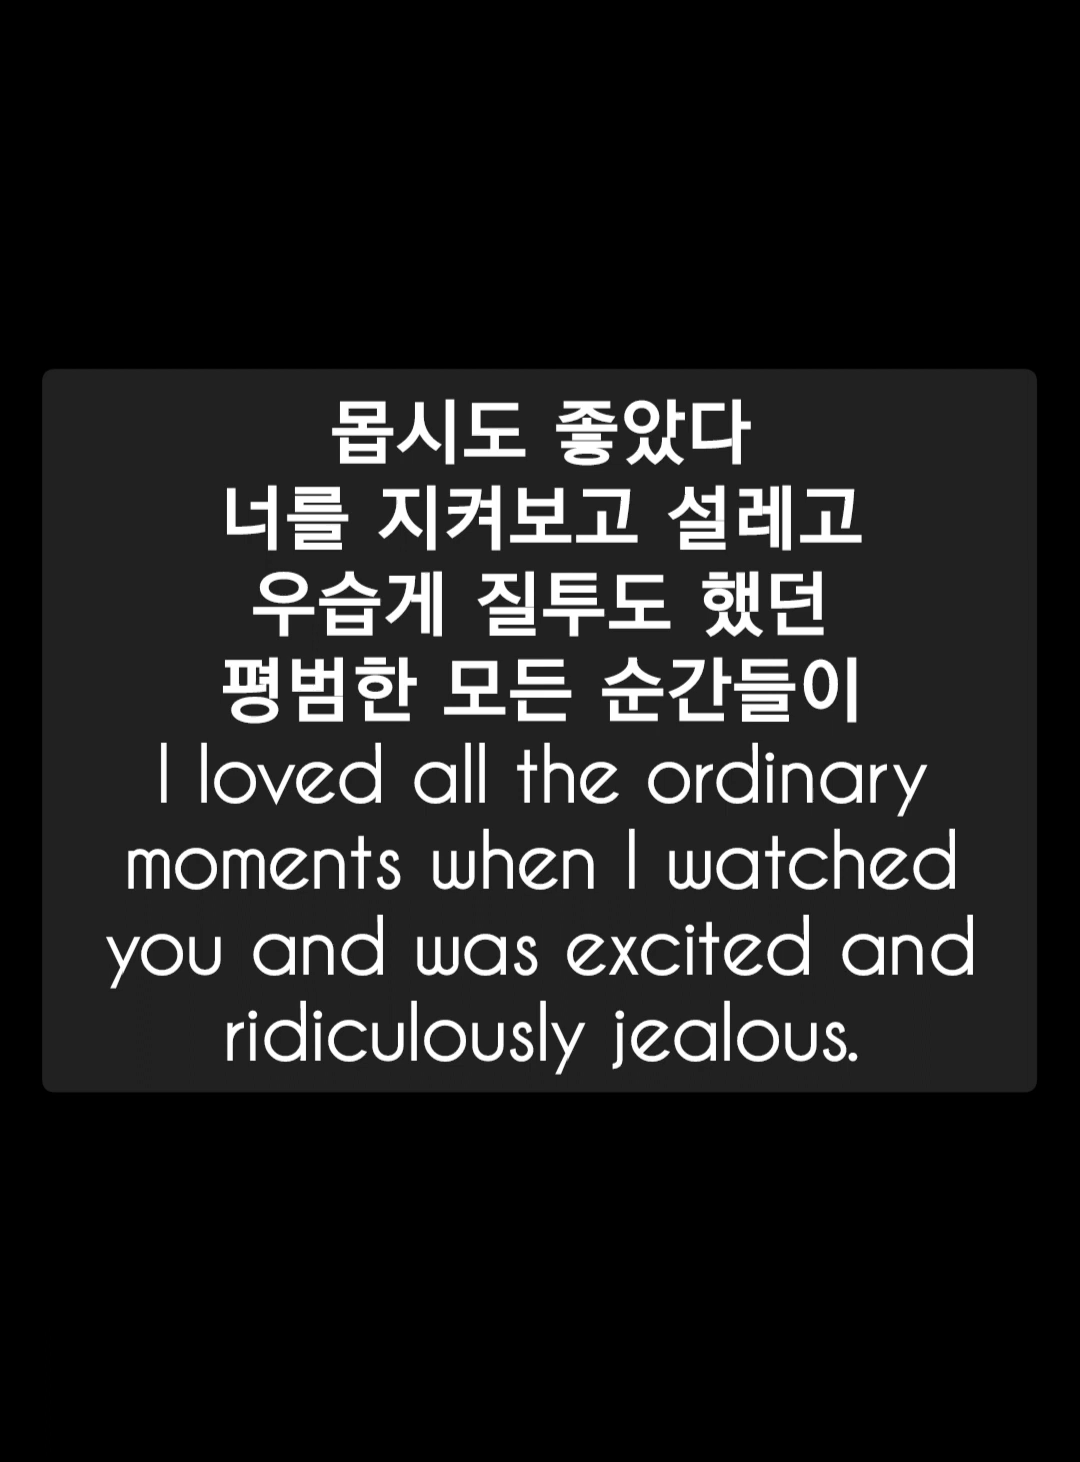 몹시도 좋았다
너를 지켜보고 설레고
우습게 질투도 했던
평범한 모든 순간들이
I loved all the ordinary
moments when I watched
you and was excited and
ridiculously jealous.